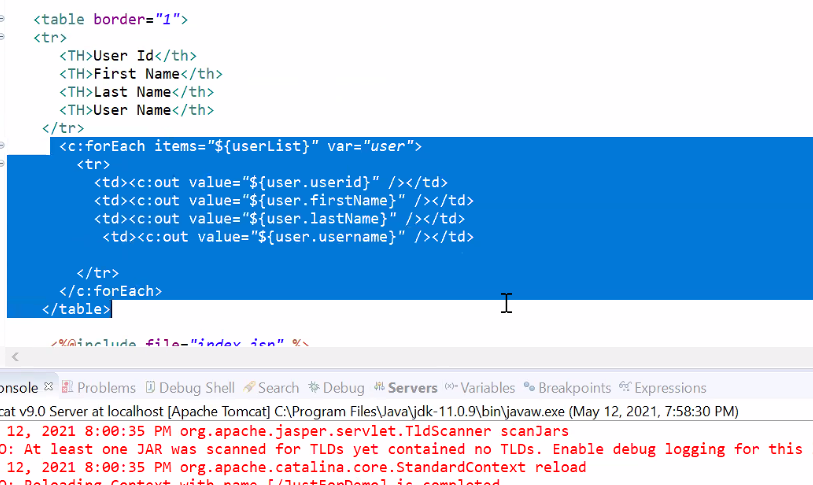 <table border="1">
<tr>
<TH>User Id</th>
<TH>First Name</th>
<TH>Last Name</th>
<TH>User Name</th>
</tr>
<c:forEach items="${userList}" var="user">
<tr>
<td><c:out value="${user.userid}" /></td>
<td><c:out value="${user.firstName}" /></td>
<td><c:out value="${user.lastName}" /></td>
<td><c:out value="${user.username}" /></td>
</tr>
</c:forEach>
</table>
<%@include file="index.jsp" %>
onsole Problems Debug Shell Search Debug Servers Variables Breakpoints Expressions
cat v9.0 Server at localhost [Apache Tomcat] C:\Program Files\Java\jdk-11.0.9\bin\javaw.exe (May 12, 2021, 7:58:30 PM)
12, 2021 8:00:35 PM org.apache.jasper.servlet.TldScanner scanJars
O: At least one JAR was scanned for TLDs yet contained no TLDs. Enable debug logging for this
12, 2021 8:00:35 PM org.apache.catalina.core.StandardContext reload
O: Reloading Context with name [/JustForDemo] is completed